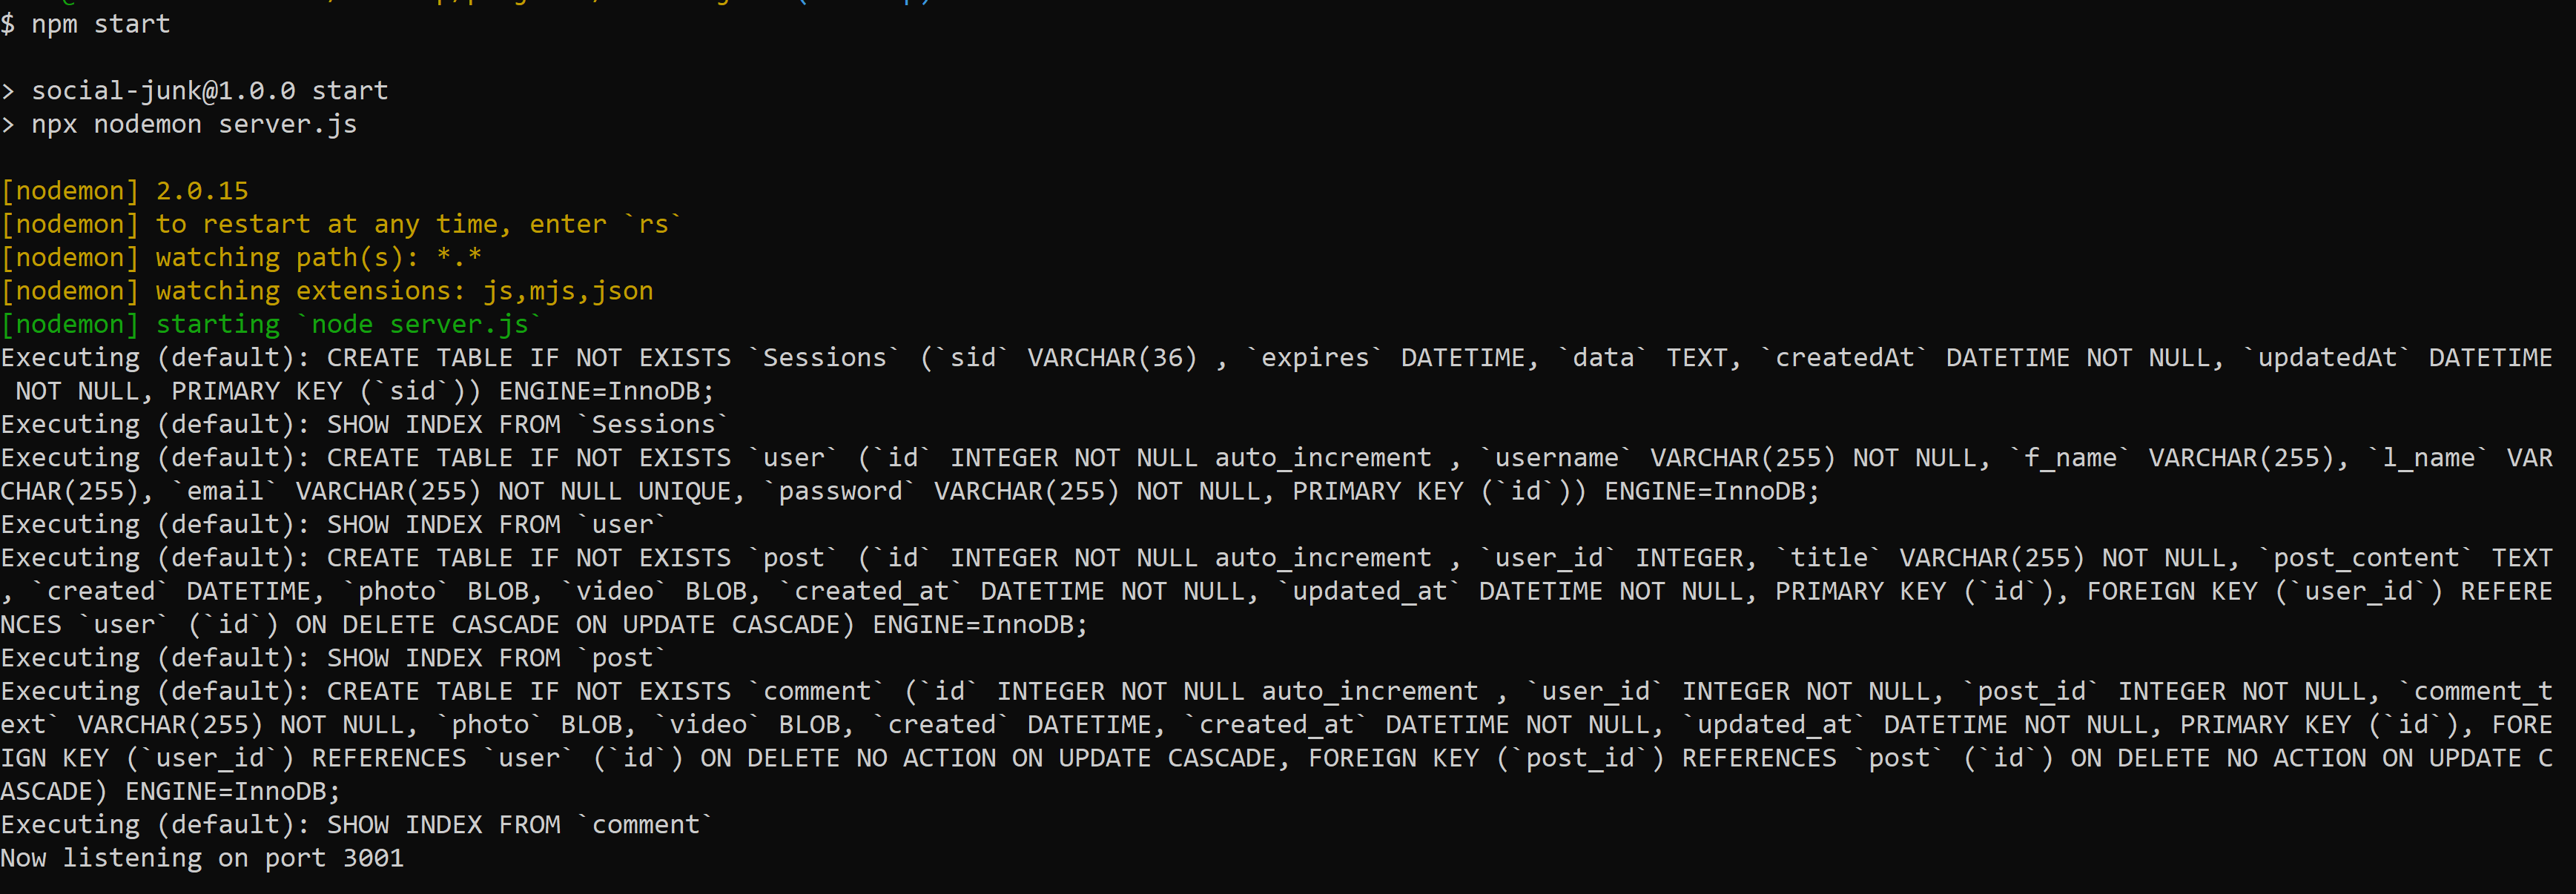 $ npm start
> social-junk@1.0.0 start
> npx nodemon server.js
[nodemon] 2.0.15
[nodemon] to restart at any time, enter `rs`
[nodemon] watching path(s): *.*
[nodemon] watching extensions: js,mjs,json
[nodemon] starting `node server.js`
Executing (default): CREATE TABLE IF NOT EXISTS `Sessions` (`sid` VARCHAR(36) , `expires` DATETIME, `data` TEXT, `createdAt` DATETIME NOT NULL, `updatedAt` DATETIME
 NOT NULL, PRIMARY KEY (`sid`)) ENGINE=InnoDB;
Executing (default): SHOW INDEX FROM `Sessions`
Executing (default): CREATE TABLE IF NOT EXISTS `user` (`id` INTEGER NOT NULL auto_increment , `username` VARCHAR(255) NOT NULL, `f_name` VARCHAR(255), `l_name` VAR
CHAR(255), `email` VARCHAR(255) NOT NULL UNIQUE, `password` VARCHAR(255) NOT NULL, PRIMARY KEY (`id`)) ENGINE=InnoDB;
Executing (default): SHOW INDEX FROM `user`
Executing (default): CREATE TABLE IF NOT EXISTS `post` (`id` INTEGER NOT NULL auto_increment , `user_id` INTEGER, `title` VARCHAR(255) NOT NULL, `post_content` TEXT
, `created` DATETIME, `photo` BLOB, `video` BLOB, `created_at` DATETIME NOT NULL, `updated_at` DATETIME NOT NULL, PRIMARY KEY (`id`), FOREIGN KEY (`user_id`) REFERE
NCES `user` (`id`) ON DELETE CASCADE ON UPDATE CASCADE) ENGINE=InnoDB;
Executing (default): SHOW INDEX FROM `post`
Executing (default): CREATE TABLE IF NOT EXISTS `comment` (`id` INTEGER NOT NULL auto_increment , `user_id` INTEGER NOT NULL, `post_id` INTEGER NOT NULL, `comment_t
ext` VARCHAR(255) NOT NULL, `photo` BLOB, `video` BLOB, `created` DATETIME, `created_at` DATETIME NOT NULL, `updated_at` DATETIME NOT NULL, PRIMARY KEY (`id`), FORE
IGN KEY (`user_id`) REFERENCES `user` (`id`) ON DELETE NO ACTION ON UPDATE CASCADE, FOREIGN KEY (`post_id`) REFERENCES `post` (`id`) ON DELETE NO ACTION ON UPDATE C
ASCADE) ENGINE=InnoDB;
Executing (default): SHOW INDEX FROM `comment`
Now listening on port 3001